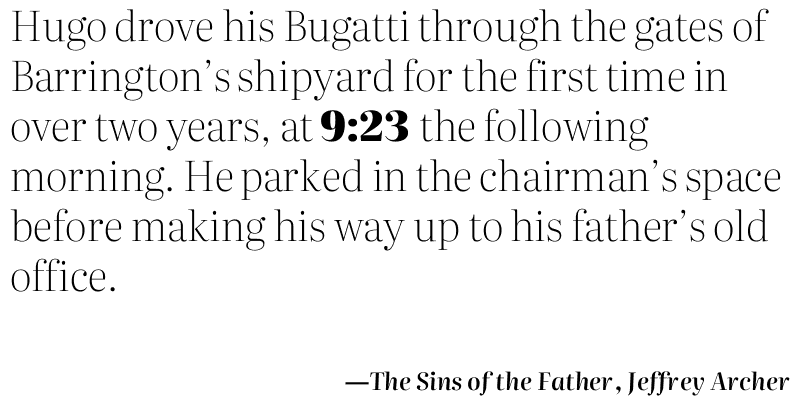 Hugo drove his Bugatti through the gates of
Barrington’s shipyard for the first time in
over two years, at 9:23 the following
morning. He parked in the chairman’s space
before making his way up to his father’s old
office.
—The Sins of the Father, Jeffrey Archer